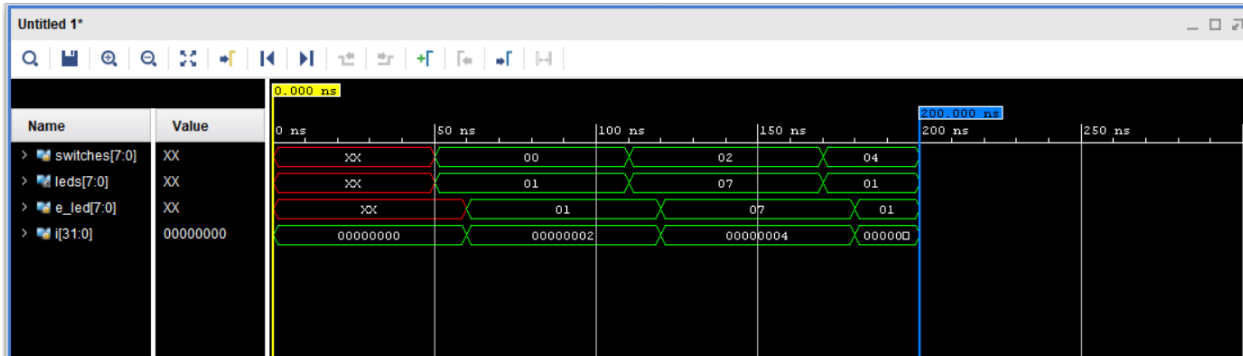 Untitled 1*
0.000 ns
200.000 ns
Name Value
0 ns 50 ns 100 ns 150 ns 200 ns 250 ns
switches[7:0] XX XX 00 02 04
leds[7:0] XX XX 01 07 01
e_led[7:0] XX XX 01 07 01
i[31:0] 00000000 00000000 00000002 00000004 000000